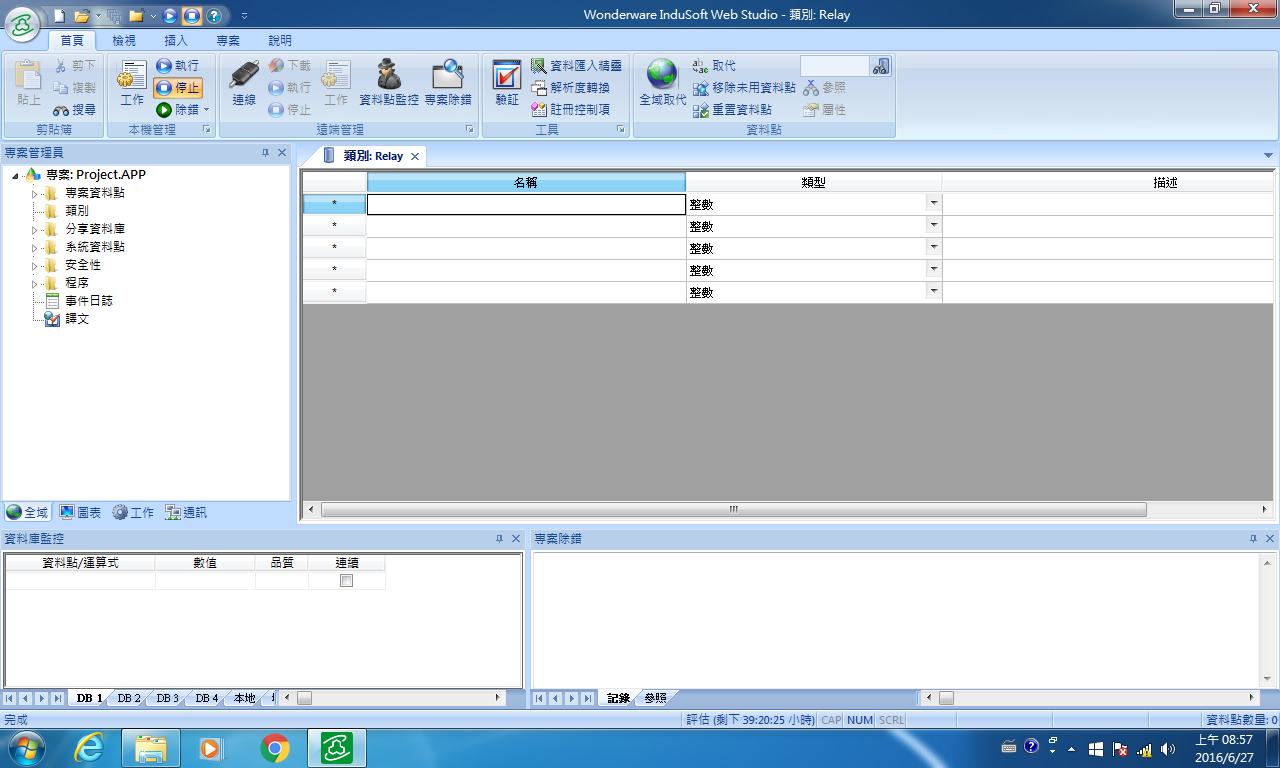 Wonderware InduSoft Web Studio - 類別: Relay
首頁 檢視 插入 專案 說明
貼上 剪下 複製 搜尋 剪貼簿
工作 執行 停止 除錯 本機管理
連線 下載 執行 停止 工作 資料點監控 專案除錯 遠端管理
驗証 資料匯入精靈 解析度轉換 註冊控制項 工具
全域取代 取代 移除未用資料點 重置資料點 參照 屬性 資料點
專案管理員
專案: Project.APP
專案資料點
類別
分享資料庫
系統資料點
安全性
程序
事件日誌
譯文
全域 圖表 工作 通訊
類別: Relay
名稱 類型 描述
* 整數
* 整數
* 整數
* 整數
* 整數
資料庫監控
資料點/運算式 數值 品質 連續
DB 1 DB 2 DB 3 DB 4 本地
專案除錯
記錄 參照
完成 評估 (剩下 39:20:25 小時) CAP NUM SCRL 資料點數量: 0
上午 08:57
2016/6/27